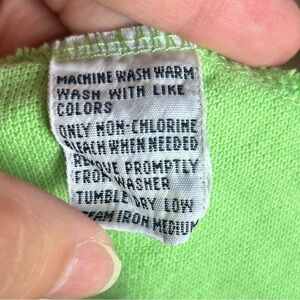 MACHINE WASH WARM
WASH WITH LIKE
COLORS
ONLY NON-CHLORINE
LEACH WHEN NEEDED
PROMPTLY
FROM WASHER
TUMBLE DRY LOW
TEAM IRON MEDIUM